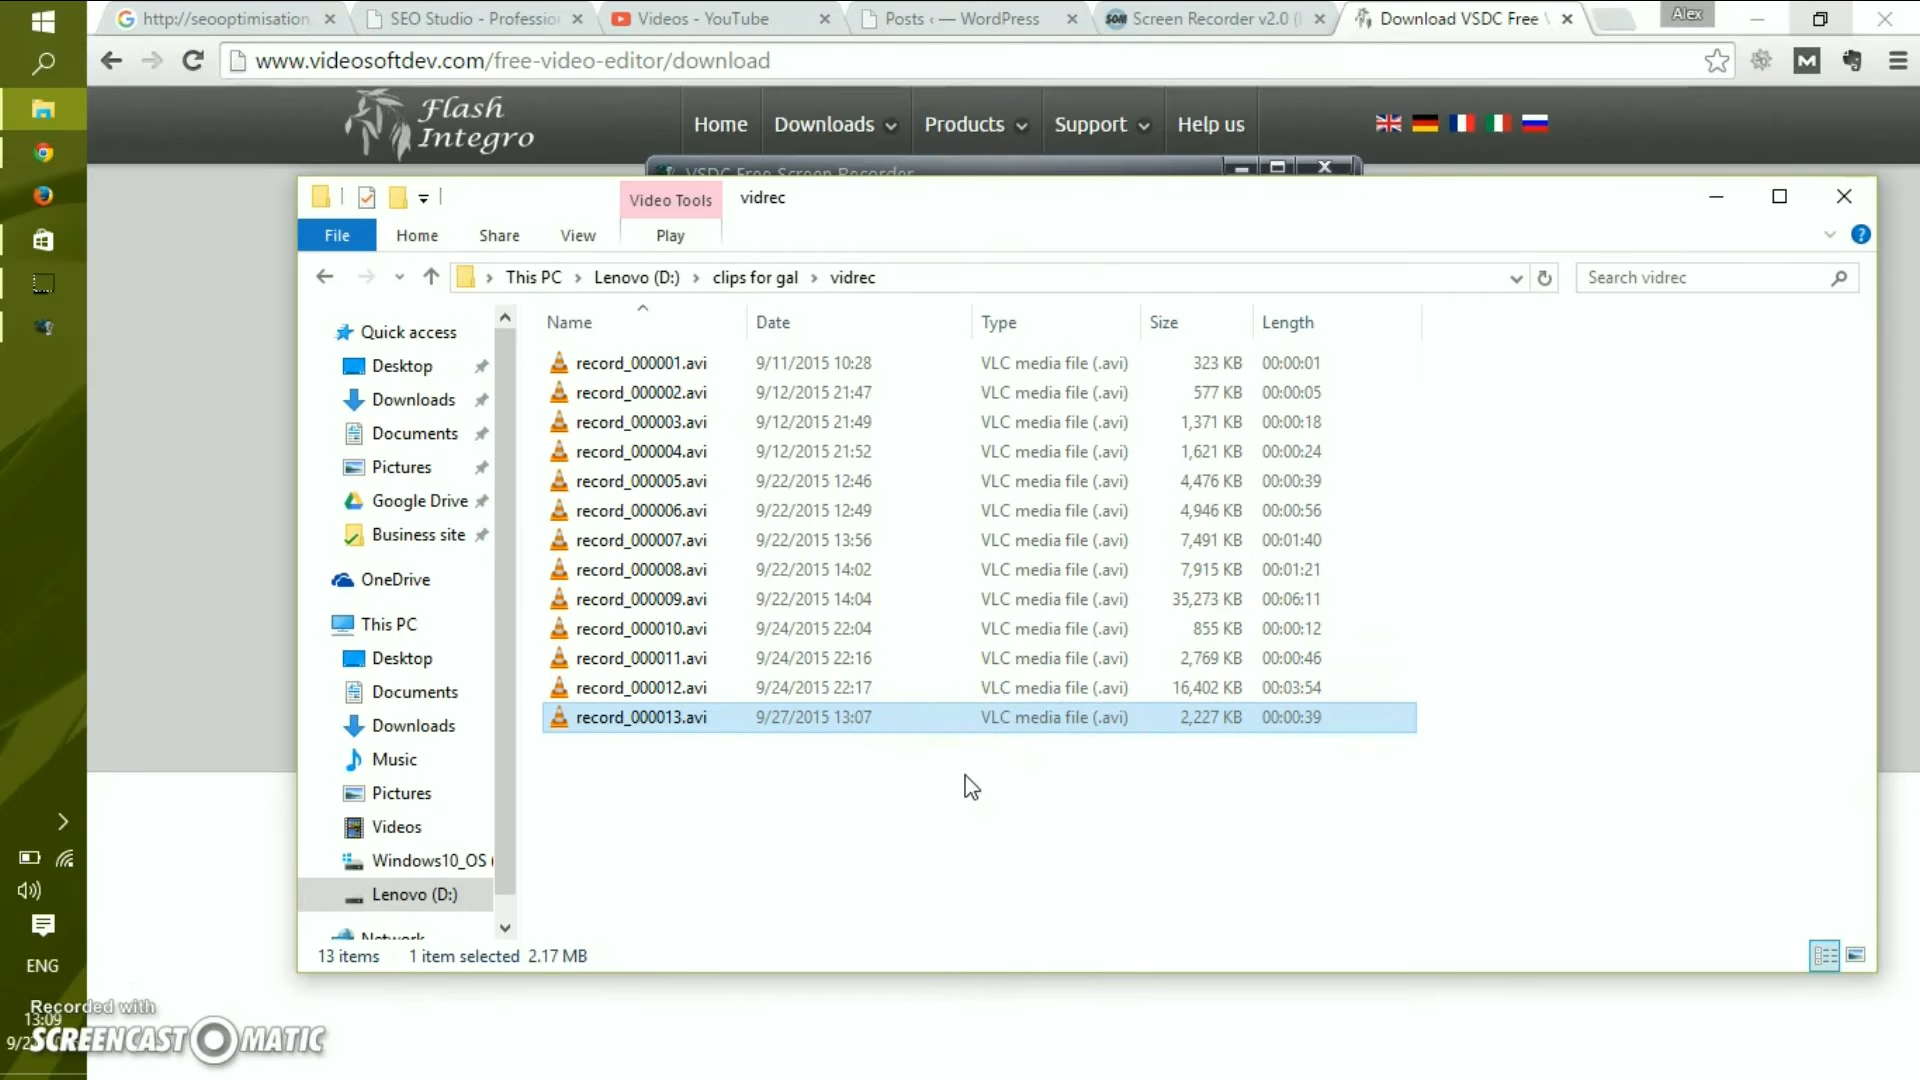 http://seooptimisation
SEO Studio - Professio
Videos - YouTube
Posts ‹ — WordPress
Screen Recorder v2.0 (
Download VSDC Free
Alex
www.videosoftdev.com/free-video-editor/download
M
Flash
Integro
Home
Downloads
Products
Support
Help us
VSDC Free Screen Recorder
Video Tools
vidrec
File
Home
Share
View
Play
This PC
Lenovo (D:)
clips for gal
vidrec
Search vidrec
Name Date Type Size Length
record_000001.avi 9/11/2015 10:28 VLC media file (.avi) 323 KB 00:00:01
record_000002.avi 9/12/2015 21:47 VLC media file (.avi) 577 KB 00:00:05
record_000003.avi 9/12/2015 21:49 VLC media file (.avi) 1,371 KB 00:00:18
record_000004.avi 9/12/2015 21:52 VLC media file (.avi) 1,621 KB 00:00:24
record_000005.avi 9/22/2015 12:46 VLC media file (.avi) 4,476 KB 00:00:39
record_000006.avi 9/22/2015 12:49 VLC media file (.avi) 4,946 KB 00:00:56
record_000007.avi 9/22/2015 13:56 VLC media file (.avi) 7,491 KB 00:01:40
record_000008.avi 9/22/2015 14:02 VLC media file (.avi) 7,915 KB 00:01:21
record_000009.avi 9/22/2015 14:04 VLC media file (.avi) 35,273 KB 00:06:11
record_000010.avi 9/24/2015 22:04 VLC media file (.avi) 855 KB 00:00:12
record_000011.avi 9/24/2015 22:16 VLC media file (.avi) 2,769 KB 00:00:46
record_000012.avi 9/24/2015 22:17 VLC media file (.avi) 16,402 KB 00:03:54
record_000013.avi 9/27/2015 13:07 VLC media file (.avi) 2,227 KB 00:00:39
Quick access
Desktop
Downloads
Documents
Pictures
Google Drive
Business site
OneDrive
This PC
Desktop
Documents
Downloads
Music
Pictures
Videos
Windows10_OS (
Lenovo (D:)
Network
13 items 1 item selected 2.17 MB
ENG
13:09
Recorded with
SCREENCAST MATIC